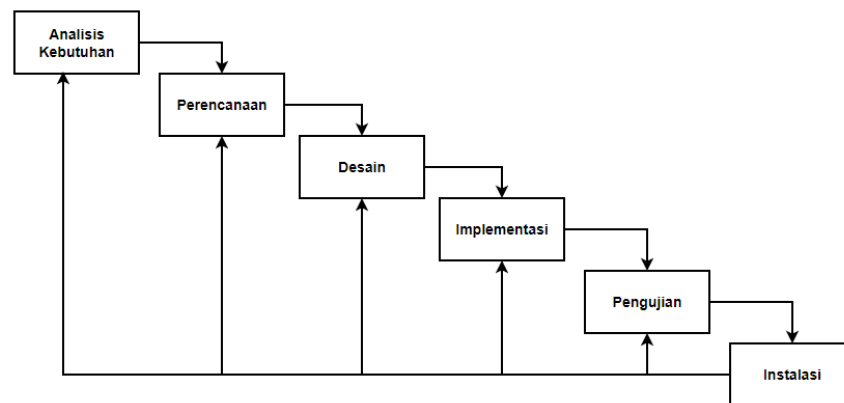 Analisis
Kebutuhan
Perencanaan
Desain
Implementasi
Pengujian
Instalasi